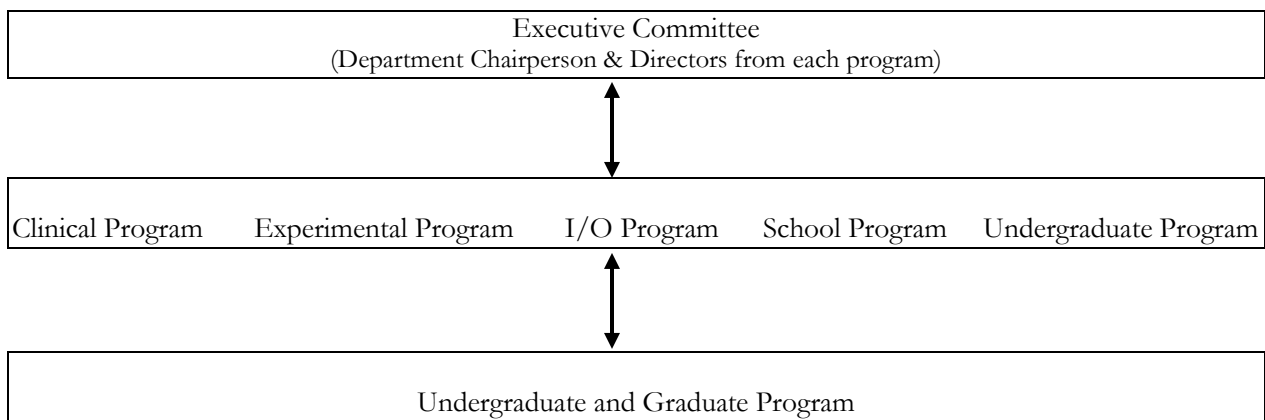 Executive Committee
(Department Chairperson & Directors from each program)
Clinical Program Experimental Program I/O Program School Program Undergraduate Program
Undergraduate and Graduate Program